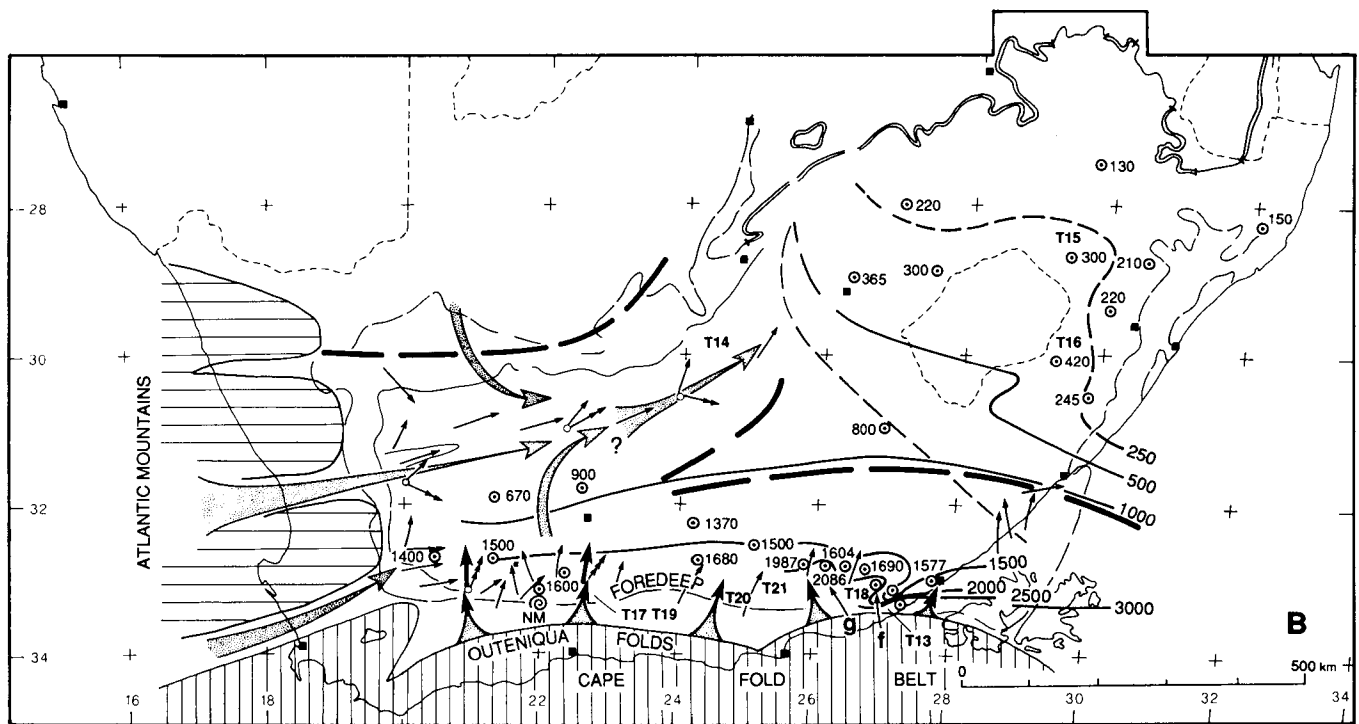 130
28
220
150
T15
300
210
300
365
220
30
T14
T16
420
245
ATLANTIC MOUNTAINS
?
800
250
500
900
670
1000
32
1370
1400
1500
1500
1604
1680
1987
1690
1577
1500
2086
1600
FOREDEEP
T21
T18
2000
T20
2500
3000
NM
T17 T19
g
f
T13
B
OUTENIQUA FOLDS
34
0 500 km
CAPE FOLD BELT
16 18 20 22 24 26 28 30 32 34